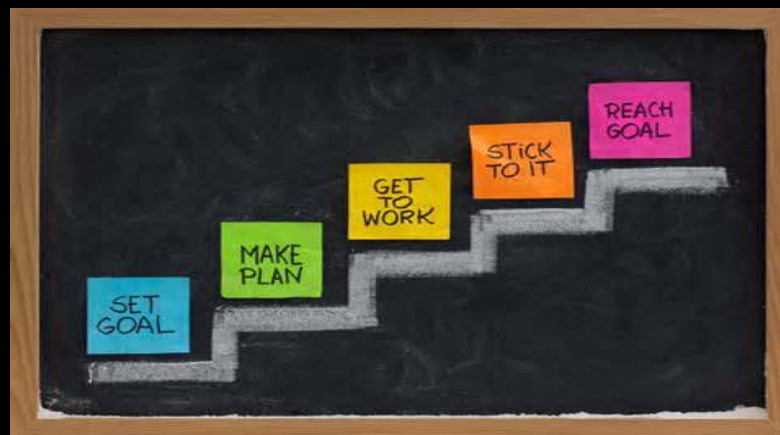 SET
GOAL
MAKE
PLAN
GET
TO
WORK
STiCK
TO IT
REACH
GOAL